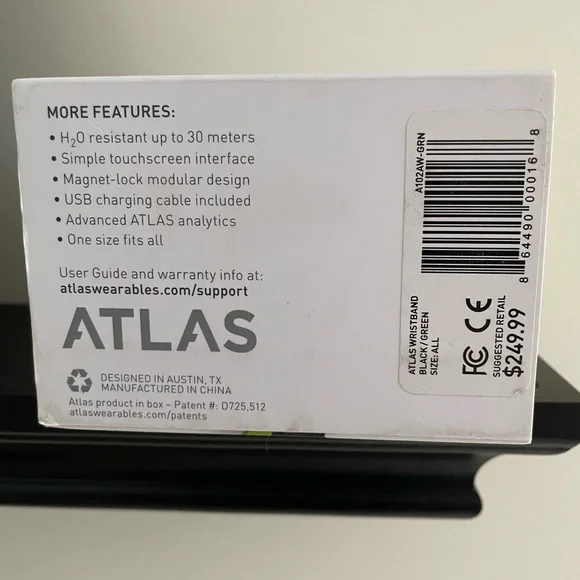 MORE FEATURES:
• H₂O resistant up to 30 meters
• Simple touchscreen interface
• Magnet-lock modular design
• USB charging cable included
• Advanced ATLAS analytics
• One size fits all
User Guide and warranty info at:
atlaswearables.com/support
ATLAS
DESIGNED IN AUSTIN, TX
MANUFACTURED IN CHINA
Atlas product in box – Patent #: D725,512
atlaswearables.com/patents
A102AW-GRN
8 64490 00016 8
ATLAS WRISTBAND
BLACK/GREEN
SIZE: ALL
FC CE
SUGGESTED RETAIL
$249.99